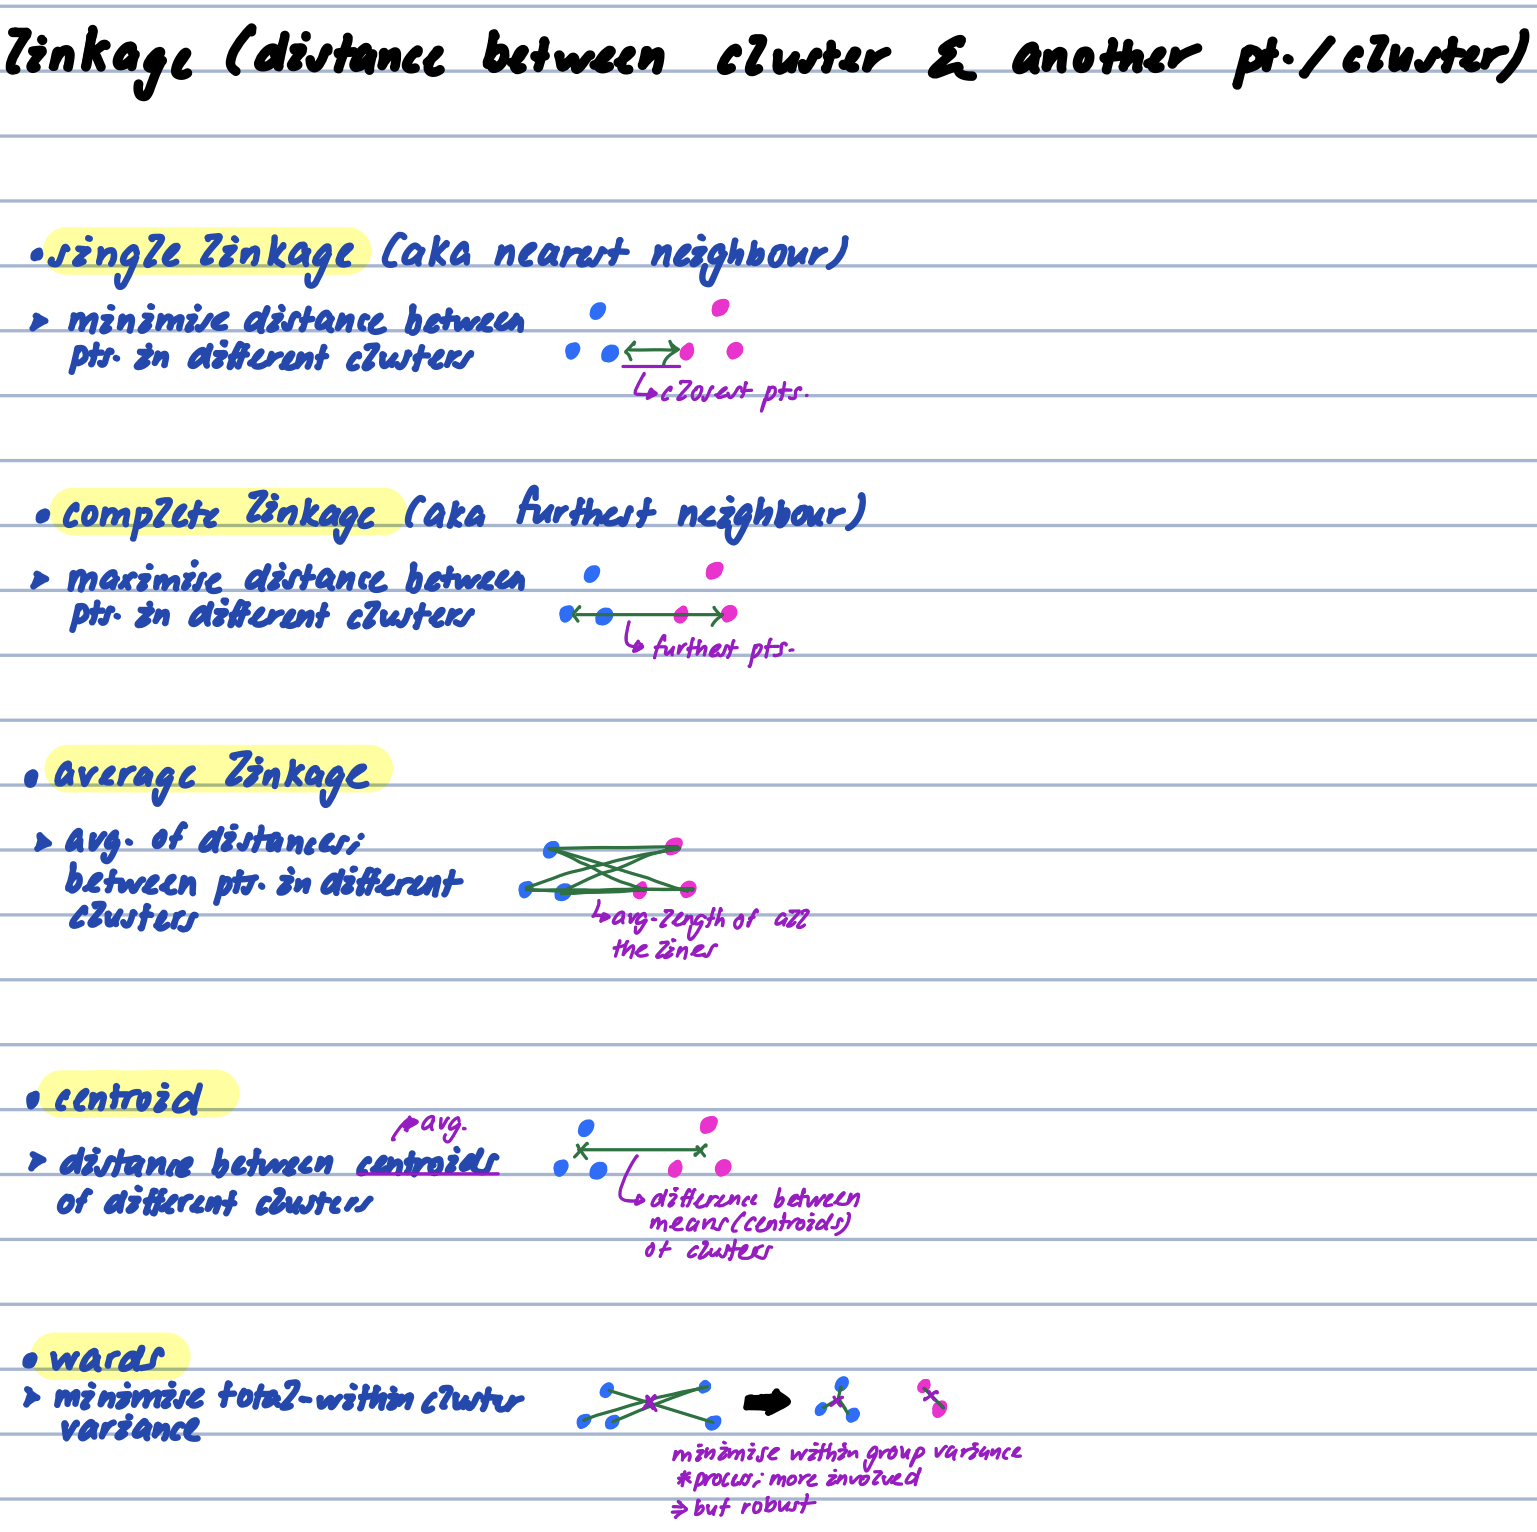 linkage (distance between cluster & another pt./cluster)
• single linkage (aka nearest neighbour)
➤ minimise distance between
pts. in different clusters
↳ closest pts.
• complete linkage (aka furthest neighbour)
➤ maximise distance between
pts. in different clusters
↳ furthest pts.
• average linkage
➤ avg. of distances
between pts. in different
clusters
↳ avg. length of all
the lines
• centroid
avg.
➤ distance between centroids
of different clusters
↳ difference between
means (centroids)
of clusters
• wards
➤ minimise total-within cluster
variance
minimise within group variance
* process more involved
⇒ but robust